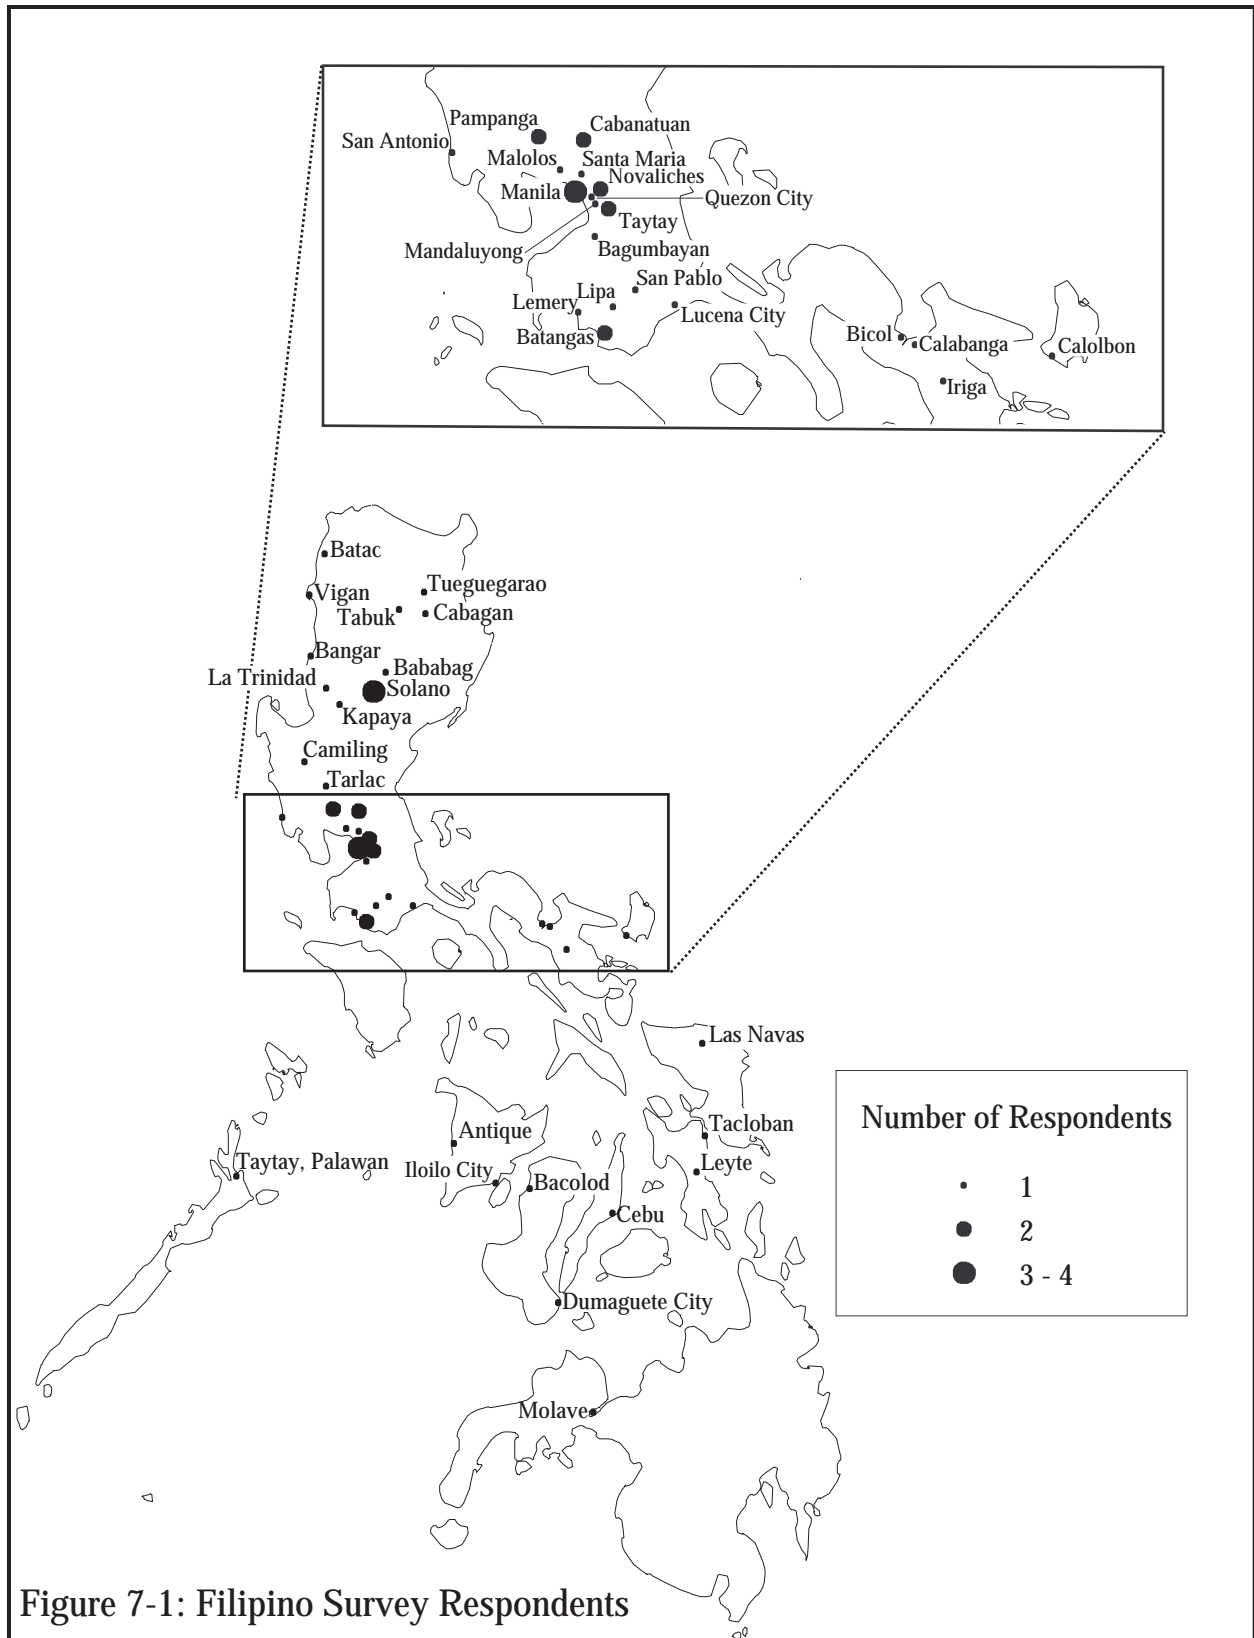 Pampanga
Cabanatuan
San Antonio
Malolos
Santa Maria
Novaliches
Manila
Quezon City
Taytay
Mandaluyong
Bagumbayan
San Pablo
Lipa
Lemery
Lucena City
Batangas
Bicol
Calabanga
Calolbon
Iriga
Batac
Vigan
Tueguegarao
Tabuk
Cabagan
Bangar
Bababag
La Trinidad
Solano
Kapaya
Camiling
Tarlac
Las Navas
Antique
Tacloban
Taytay, Palawan
Iloilo City
Leyte
Bacolod
Cebu
Dumaguete City
Molave
Number of Respondents
1
2
3 - 4
Figure 7-1: Filipino Survey Respondents